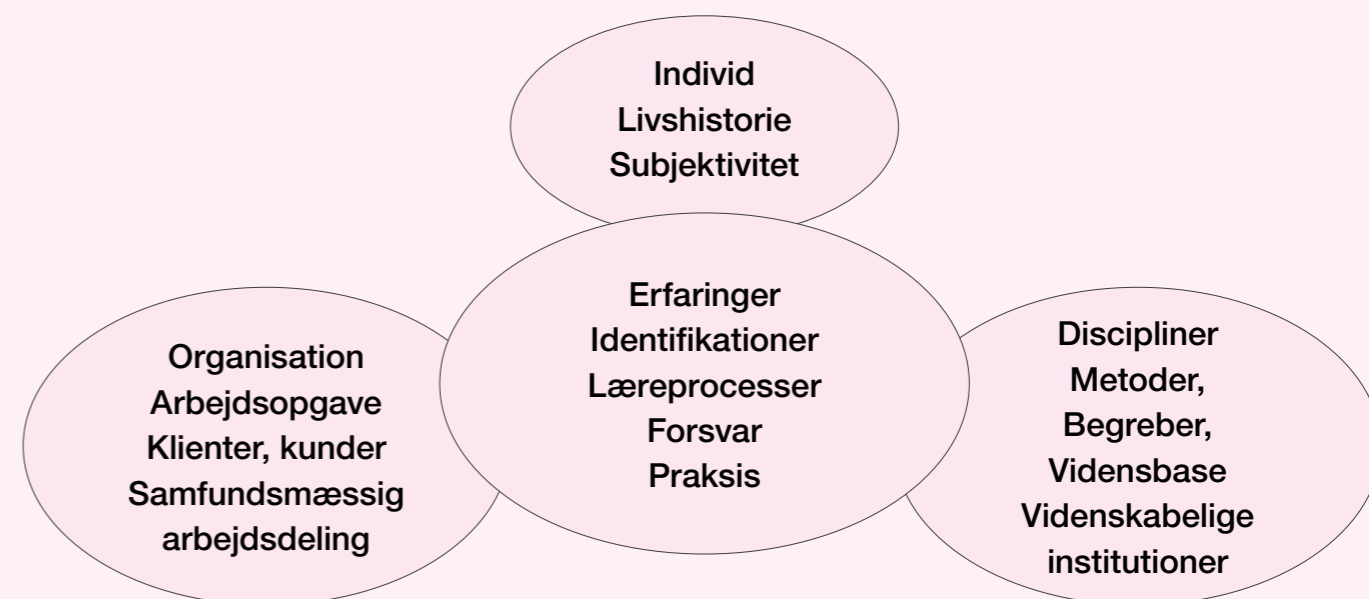 Individ
Livshistorie
Subjektivitet
Erfaringer
Identifikationer
Læreprocesser
Forsvar
Praksis
Organisation
Arbejdsopgave
Klienter, kunder
Samfundsmæssig
arbejdsdeling
Discipliner
Metoder,
Begreber,
Vidensbase
Videnskabelige
institutioner